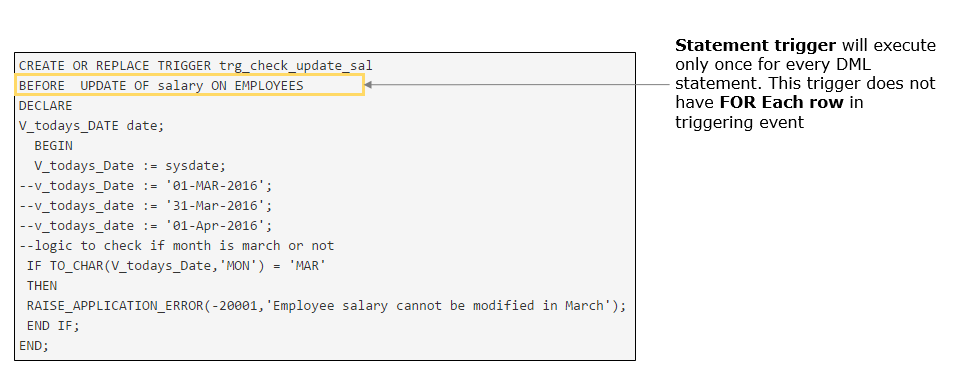 CREATE OR REPLACE TRIGGER trg_check_update_sal
BEFORE  UPDATE OF salary ON EMPLOYEES
DECLARE
V_todays_DATE date;
  BEGIN
  V_todays_Date := sysdate;
--v_todays_Date := '01-MAR-2016';
--v_todays_date := '31-Mar-2016';
--v_todays_date := '01-Apr-2016';
--logic to check if month is march or not
 IF TO_CHAR(V_todays_Date,'MON') = 'MAR'
 THEN
 RAISE_APPLICATION_ERROR(-20001,'Employee salary cannot be modified in March');
 END IF;
END;
Statement trigger will execute
only once for every DML
statement. This trigger does not
have FOR Each row in
triggering event